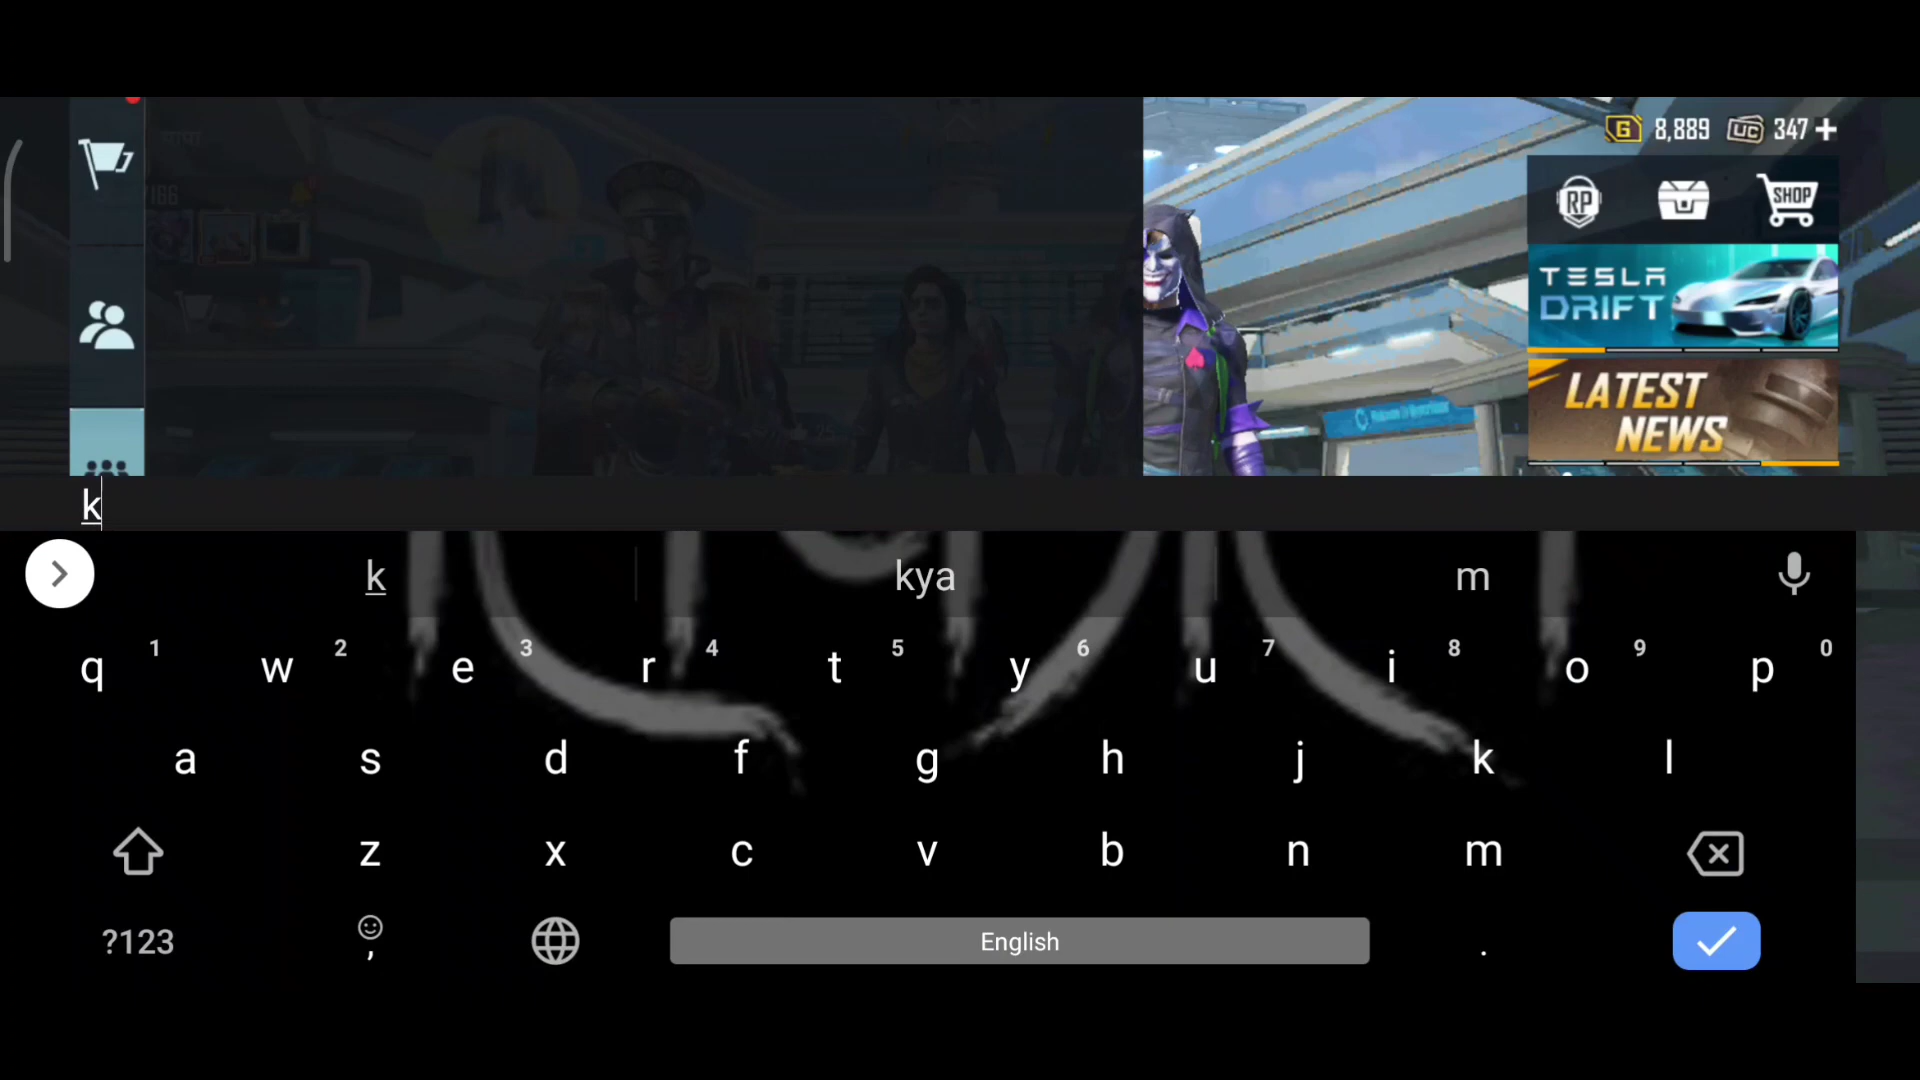 8,889 UC 347
RP SHOP
TESLA
DRIFT
LATEST
NEWS
k
k kya m
q 1 w 2 e 3 r 4 t 5 y 6 u 7 i 8 o 9 p 0
a s d f g h j k l
z x c v b n m
?123 , English .